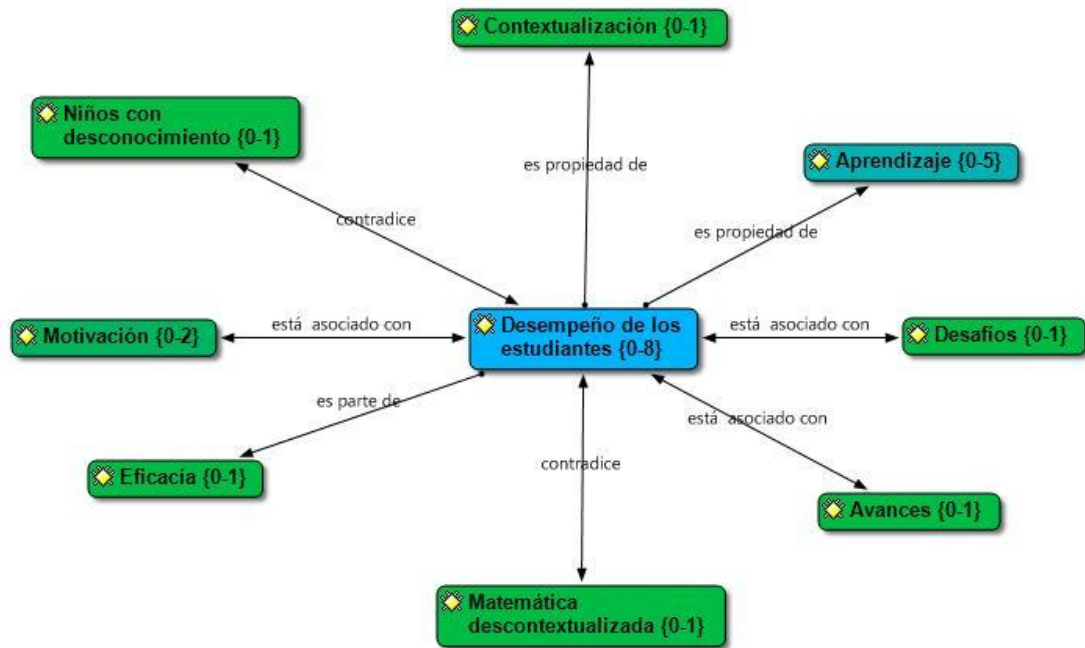 Contextualización {0-1}
Niños con
desconocimiento {0-1}
es propiedad de
Aprendizaje {0-5}
contradice
es propiedad de
Motivación {0-2}
está asociado con
Desempeño de los
estudiantes {0-8}
está asociado con
Desafios {0-1}
es parte de
está asociado con
Eficacía {0-1}
contradice
Avances {0-1}
Matemática
descontextualizada {0-1}